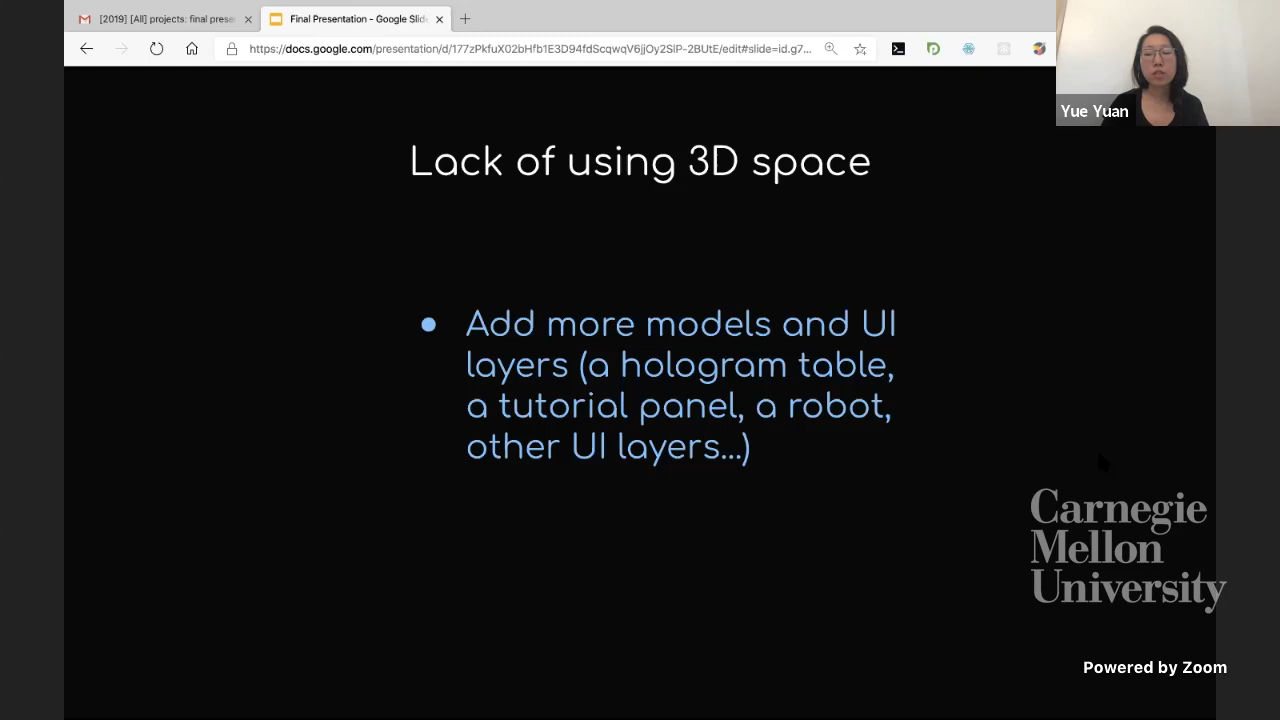 [2019] [All] projects: final prese
Final Presentation - Google Slid
https://docs.google.com/presentation/d/177zPkfuX02bHfb1E3D94fdScqwqV6jjOy2SlP-2BUtE/edit#slide=id.g7...
Yue Yuan
Lack of using 3D space
● Add more models and UI
layers (a hologram table,
a tutorial panel, a robot,
other UI layers...)
Carnegie
Mellon
University
Powered by Zoom